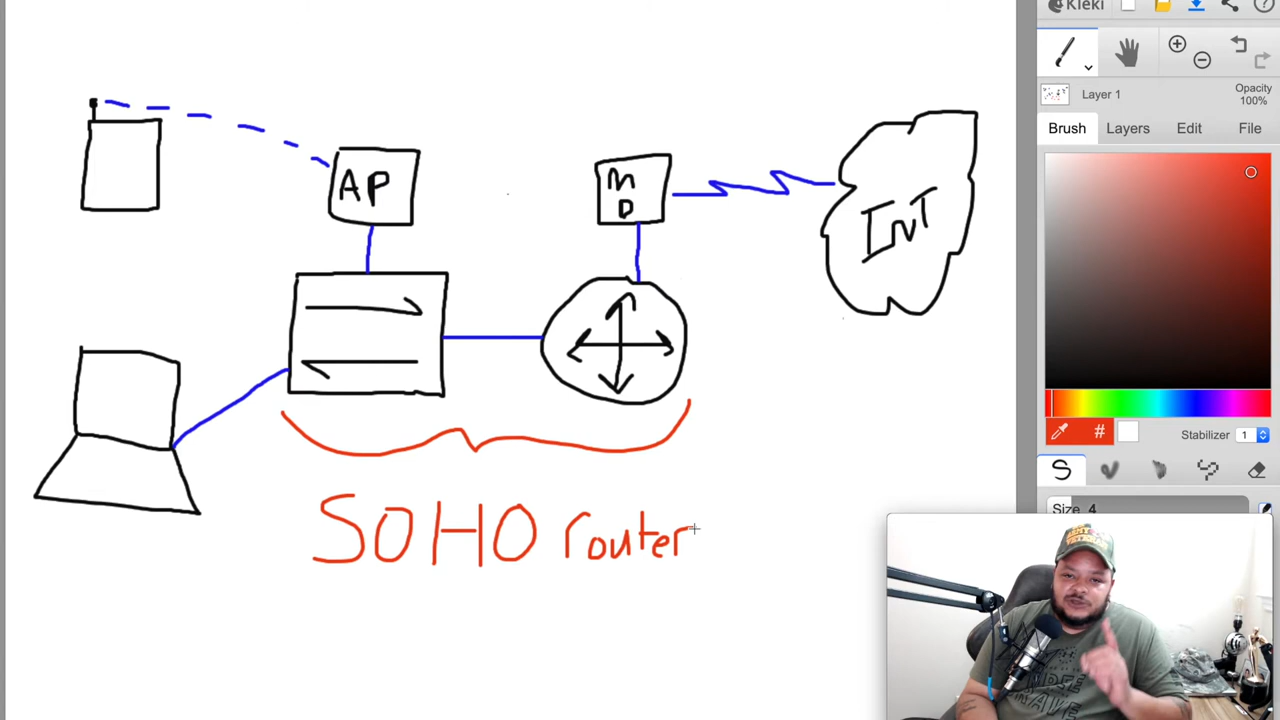 Kleki
Layer 1
Opacity
100%
Brush
Layers
Edit
File
AP
M
D
INT
#
Stabilizer
1
S
Size 4
SOHO router